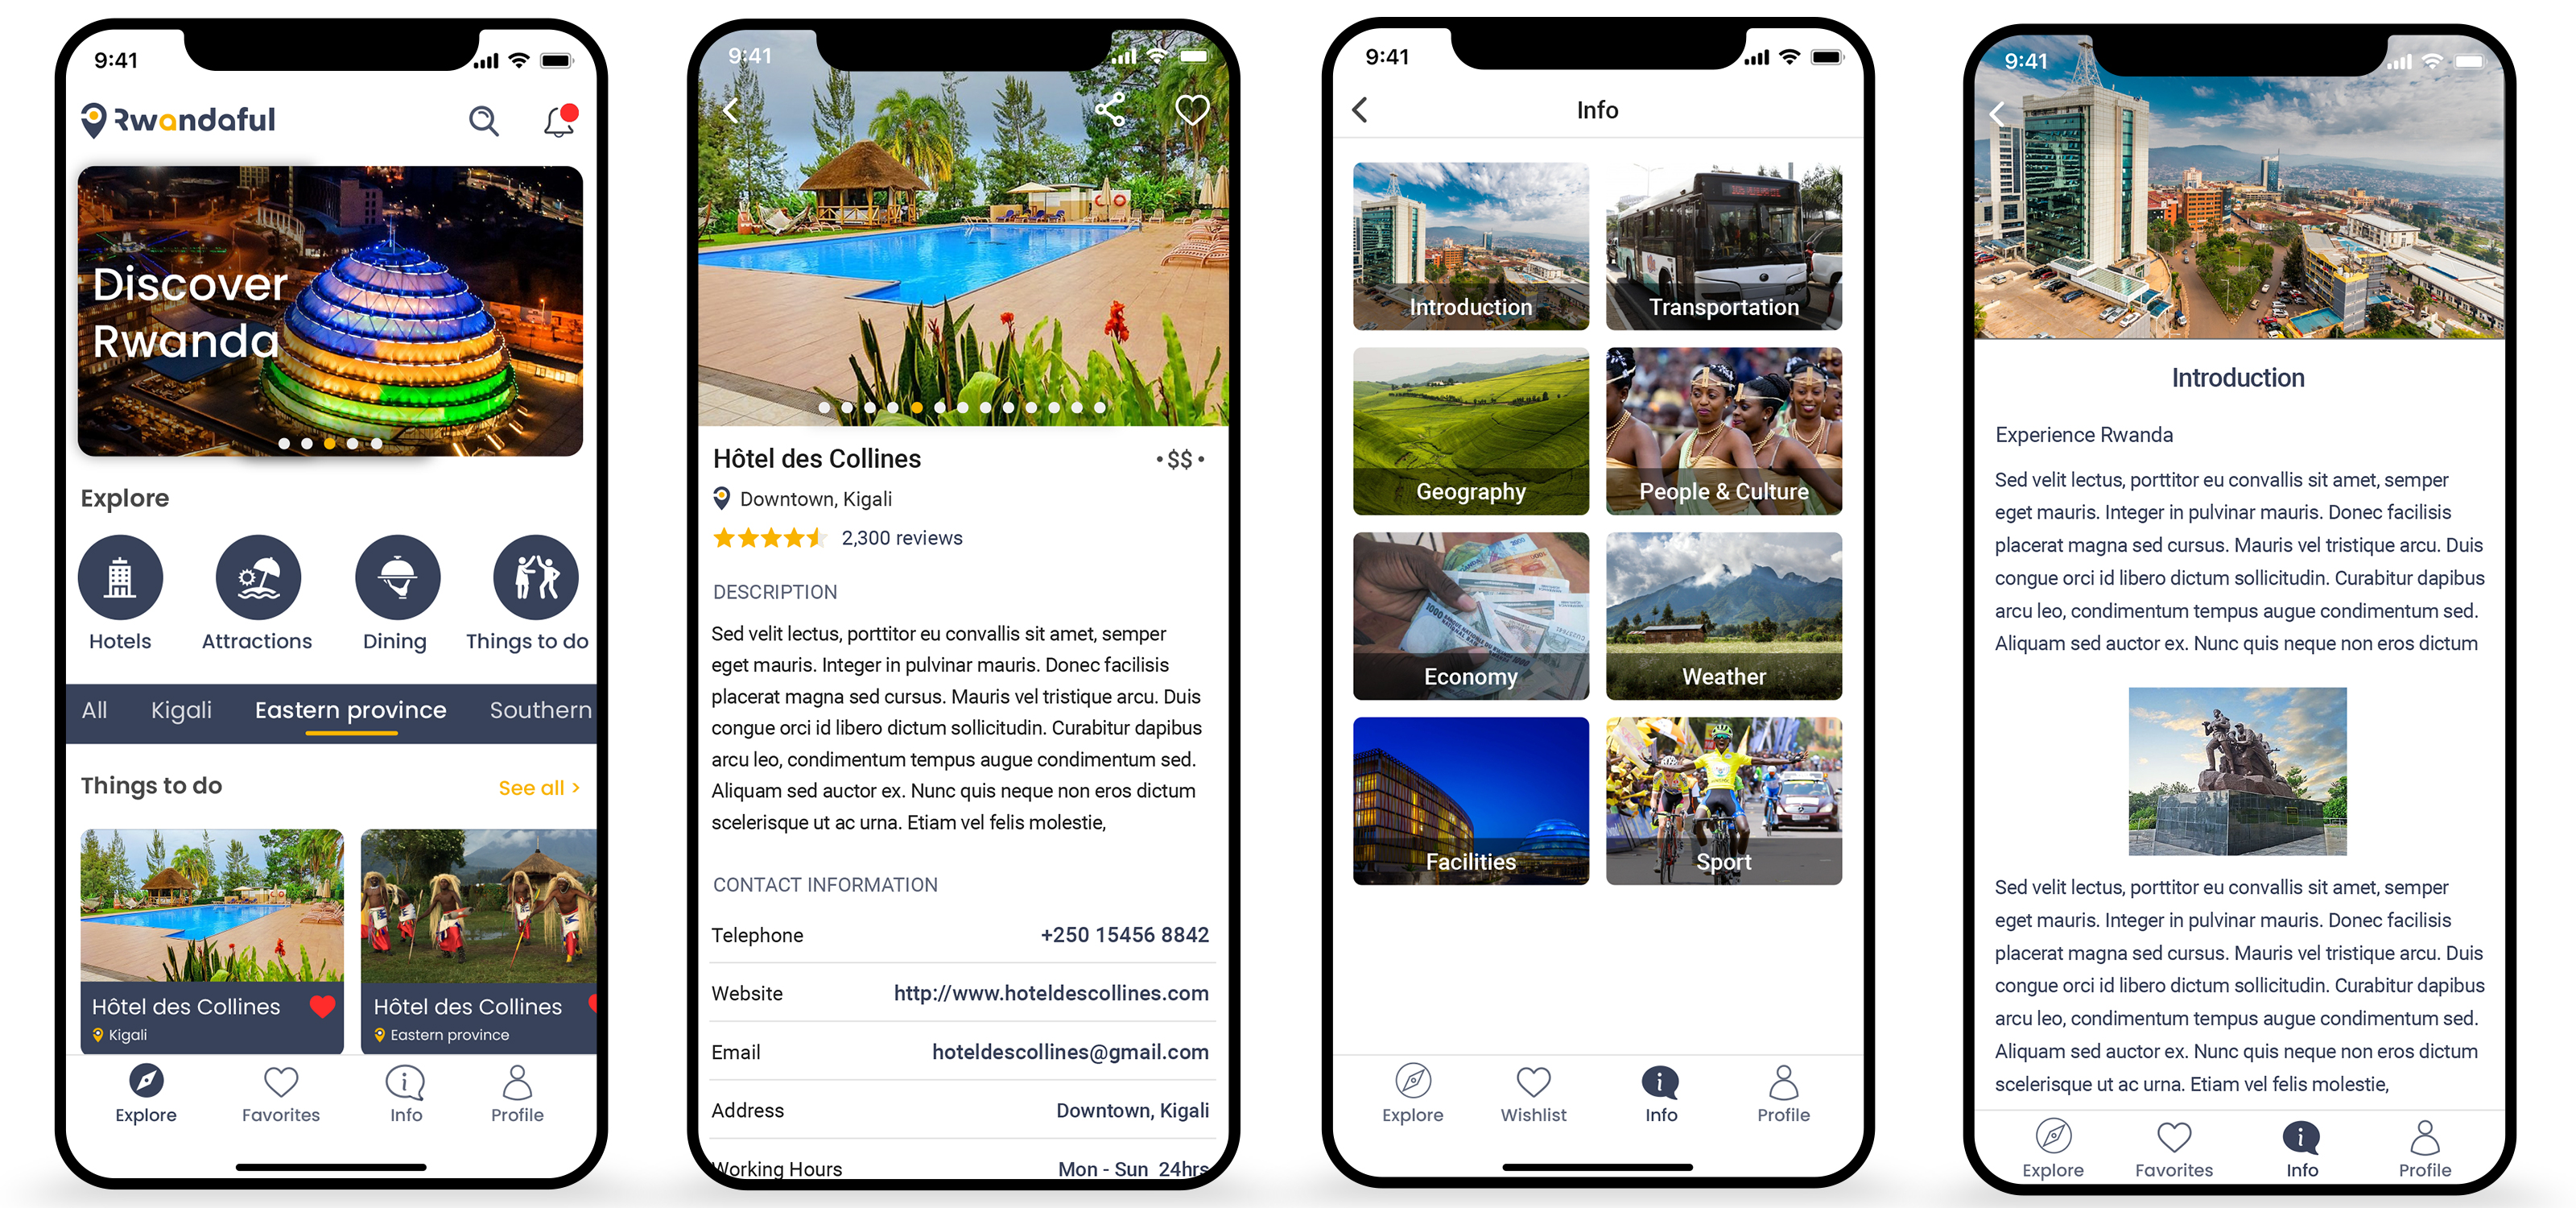 9:41
Rwandaful
Discover
Rwanda
Explore
Hotels
Attractions
Dining
Things to do
All
Kigali
Eastern province
Southern
Things to do
See all >
Hôtel des Collines
Kigali
Hôtel des Collines
Eastern province
Explore
Favorites
Info
Profile
9:41
Hôtel des Collines
•$$•
Downtown, Kigali
2,300 reviews
DESCRIPTION
Sed velit lectus, porttitor eu convallis sit amet, semper
eget mauris. Integer in pulvinar mauris. Donec facilisis
placerat magna sed cursus. Mauris vel tristique arcu. Duis
congue orci id libero dictum sollicitudin. Curabitur dapibus
arcu leo, condimentum tempus augue condimentum sed.
Aliquam sed auctor ex. Nunc quis neque non eros dictum
scelerisque ut ac urna. Etiam vel felis molestie,
CONTACT INFORMATION
Telephone
+250 15456 8842
Website
http://www.hoteldescollines.com
Email
hoteldescollines@gmail.com
Address
Downtown, Kigali
Working Hours
Mon - Sun 24hrs
9:41
Info
Introduction
Transportation
Geography
People & Culture
Economy
Weather
Facilities
Sport
Explore
Wishlist
Info
Profile
9:41
Introduction
Experience Rwanda
Sed velit lectus, porttitor eu convallis sit amet, semper
eget mauris. Integer in pulvinar mauris. Donec facilisis
placerat magna sed cursus. Mauris vel tristique arcu. Duis
congue orci id libero dictum sollicitudin. Curabitur dapibus
arcu leo, condimentum tempus augue condimentum sed.
Aliquam sed auctor ex. Nunc quis neque non eros dictum
Sed velit lectus, porttitor eu convallis sit amet, semper
eget mauris. Integer in pulvinar mauris. Donec facilisis
placerat magna sed cursus. Mauris vel tristique arcu. Duis
congue orci id libero dictum sollicitudin. Curabitur dapibus
arcu leo, condimentum tempus augue condimentum sed.
Aliquam sed auctor ex. Nunc quis neque non eros dictum
scelerisque ut ac urna. Etiam vel felis molestie,
Explore
Favorites
Info
Profile